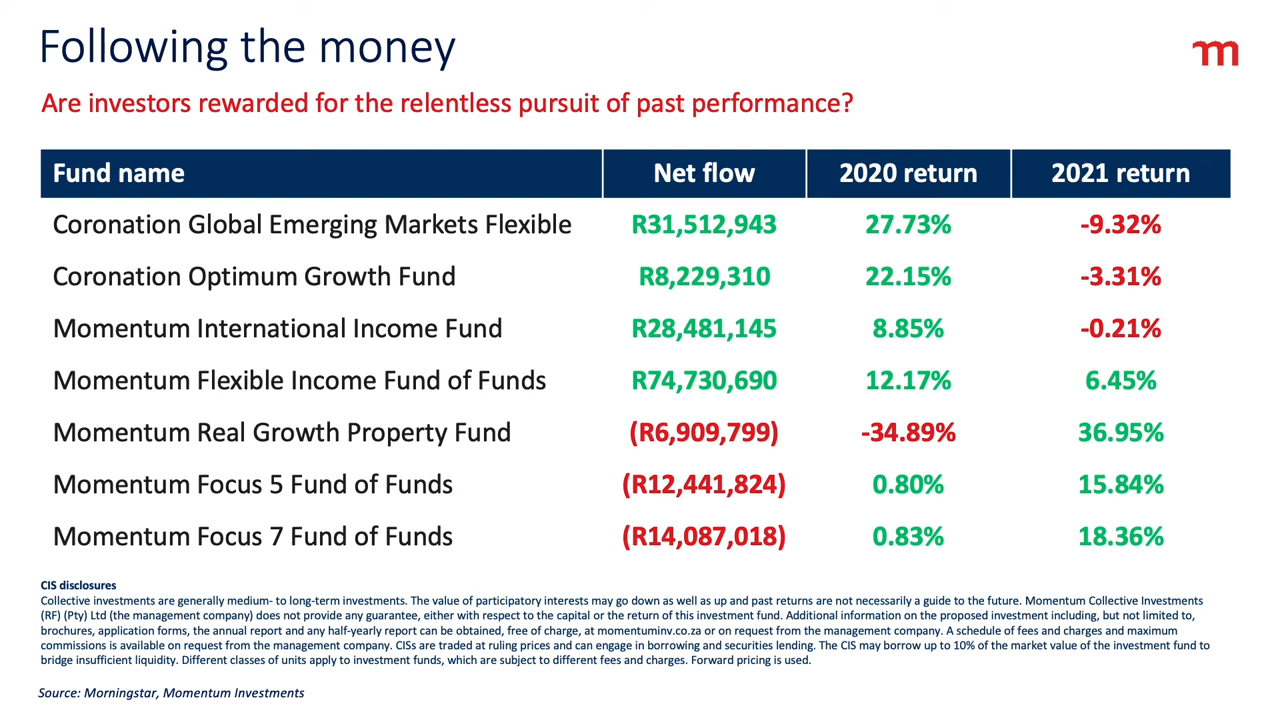 Following the money
m
Are investors rewarded for the relentless pursuit of past performance?
Fund name Net flow 2020 return 2021 return
Coronation Global Emerging Markets Flexible R31,512,943 27.73% -9.32%
Coronation Optimum Growth Fund R8,229,310 22.15% -3.31%
Momentum International Income Fund R28,481,145 8.85% -0.21%
Momentum Flexible Income Fund of Funds R74,730,690 12.17% 6.45%
Momentum Real Growth Property Fund (R6,909,799) -34.89% 36.95%
Momentum Focus 5 Fund of Funds (R12,441,824) 0.80% 15.84%
Momentum Focus 7 Fund of Funds (R14,087,018) 0.83% 18.36%
CIS disclosures
Collective investments are generally medium- to long-term investments. The value of participatory interests may go down as well as up and past returns are not necessarily a guide to the future. Momentum Collective Investments
(RF) (Pty) Ltd (the management company) does not provide any guarantee, either with respect to the capital or the return of this investment fund. Additional information on the proposed investment including, but not limited to,
brochures, application forms, the annual report and any half-yearly report can be obtained, free of charge, at momentuminv.co.za or on request from the management company. A schedule of fees and charges and maximum
commissions is available on request from the management company. CISs are traded at ruling prices and can engage in borrowing and securities lending. The CIS may borrow up to 10% of the market value of the investment fund to
bridge insufficient liquidity. Different classes of units apply to investment funds, which are subject to different fees and charges. Forward pricing is used.
Source: Morningstar, Momentum Investments